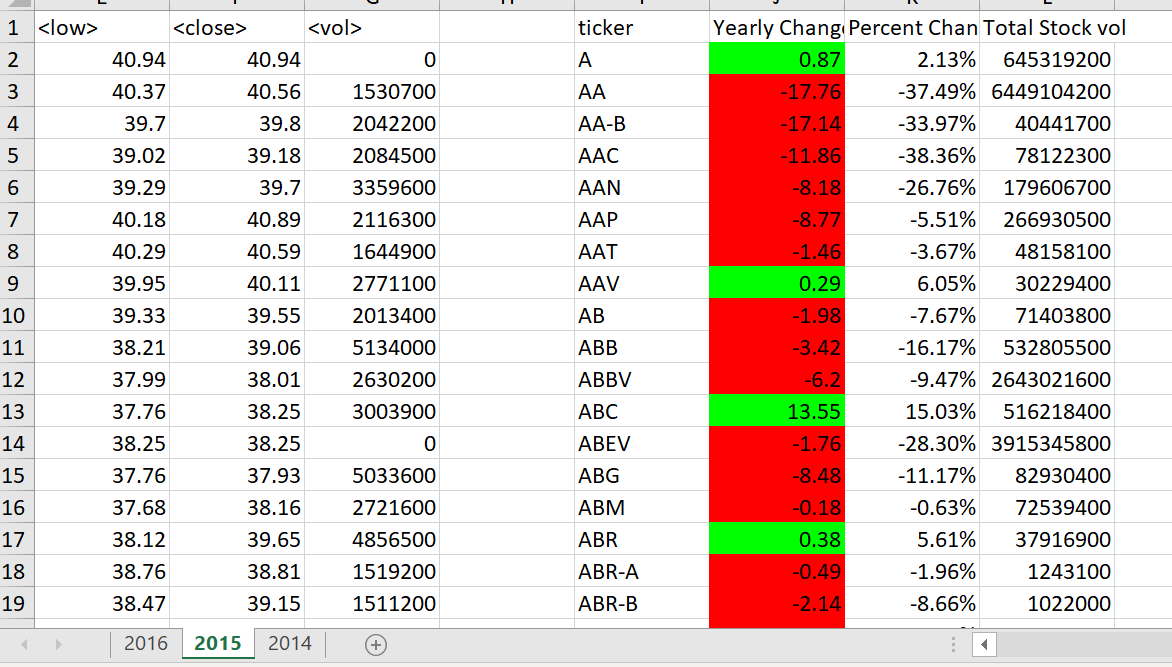 1 <low> <close> <vol> ticker Yearly Chang Percent Chan Total Stock vol
2 40.94 40.94 0 A 0.87 2.13% 645319200
3 40.37 40.56 1530700 AA -17.76 -37.49% 6449104200
4 39.7 39.8 2042200 AA-B -17.14 -33.97% 40441700
5 39.02 39.18 2084500 AAC -11.86 -38.36% 78122300
6 39.29 39.7 3359600 AAN -8.18 -26.76% 179606700
7 40.18 40.89 2116300 AAP -8.77 -5.51% 266930500
8 40.29 40.59 1644900 AAT -1.46 -3.67% 48158100
9 39.95 40.11 2771100 AAV 0.29 6.05% 30229400
10 39.33 39.55 2013400 AB -1.98 -7.67% 71403800
11 38.21 39.06 5134000 ABB -3.42 -16.17% 532805500
12 37.99 38.01 2630200 ABBV -6.2 -9.47% 2643021600
13 37.76 38.25 3003900 ABC 13.55 15.03% 516218400
14 38.25 38.25 0 ABEV -1.76 -28.30% 3915345800
15 37.76 37.93 5033600 ABG -8.48 -11.17% 82930400
16 37.68 38.16 2721600 ABM -0.18 -0.63% 72539400
17 38.12 39.65 4856500 ABR 0.38 5.61% 37916900
18 38.76 38.81 1519200 ABR-A -0.49 -1.96% 1243100
19 38.47 39.15 1511200 ABR-B -2.14 -8.66% 1022000
2016 2015 2014